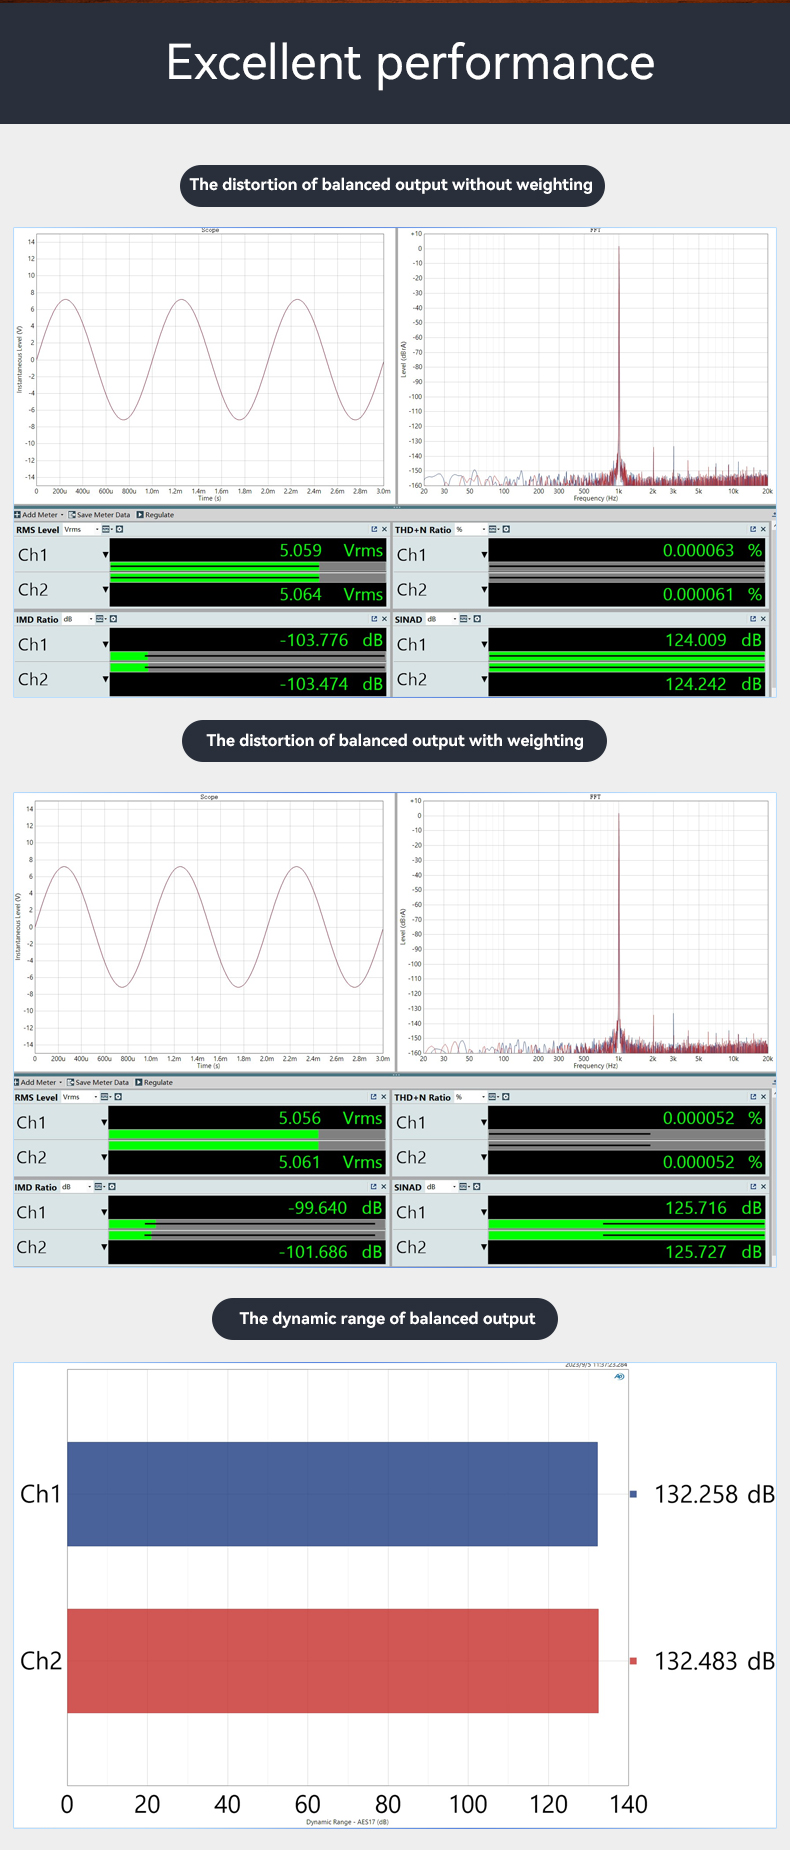 Excellent performance
The distortion of balanced output without weighting
Scope
14
12
10
8
6
4
2
0
-2
-4
-6
-8
-10
-12
-14
Instantaneous Level (V)
0 200u 400u 600u 800u 1.0m 1.2m 1.4m 1.6m 1.8m 2.0m 2.2m 2.4m 2.6m 2.8m 3.0m
Time (s)
FFT
+10
0
-10
-20
-30
-40
-50
-60
-70
-80
-90
-100
-110
-120
-130
-140
-150
-160
Level (dBrA)
20 30 50 100 200 300 500 1k 2k 3k 5k 10k 20k
Frequency (Hz)
Add Meter Save Meter Data Regulate
RMS Level Vrms
Ch1 5.059 Vrms
Ch2 5.064 Vrms
THD+N Ratio %
Ch1 0.000063 %
Ch2 0.000061 %
IMD Ratio dB
Ch1 -103.776 dB
Ch2 -103.474 dB
SINAD dB
Ch1 124.009 dB
Ch2 124.242 dB
The distortion of balanced output with weighting
Scope
14
12
10
8
6
4
2
0
-2
-4
-6
-8
-10
-12
-14
Instantaneous Level (V)
200u 400u 600u 800u 1.0m 1.2m 1.4m 1.6m 1.8m 2.0m 2.2m 2.4m 2.6m 2.8m 3.0m
Time (s)
FFT
+10
0
-10
-20
-30
-40
-50
-60
-70
-80
-90
-100
-110
-120
-130
-140
-150
-160
Level (dBrA)
20 30 50 100 200 300 500 1k 2k 3k 5k 10k 20k
Frequency (Hz)
Add Meter Save Meter Data Regulate
RMS Level Vrms
Ch1 5.056 Vrms
Ch2 5.061 Vrms
THD+N Ratio %
Ch1 0.000052 %
Ch2 0.000052 %
IMD Ratio dB
Ch1 -99.640 dB
Ch2 -101.686 dB
SINAD dB
Ch1 125.716 dB
Ch2 125.727 dB
The dynamic range of balanced output
2023/9/5 11:37:23.284
Ch1 132.258 dB
Ch2 132.483 dB
0 20 40 60 80 100 120 140
Dynamic Range - AES17 (dB)